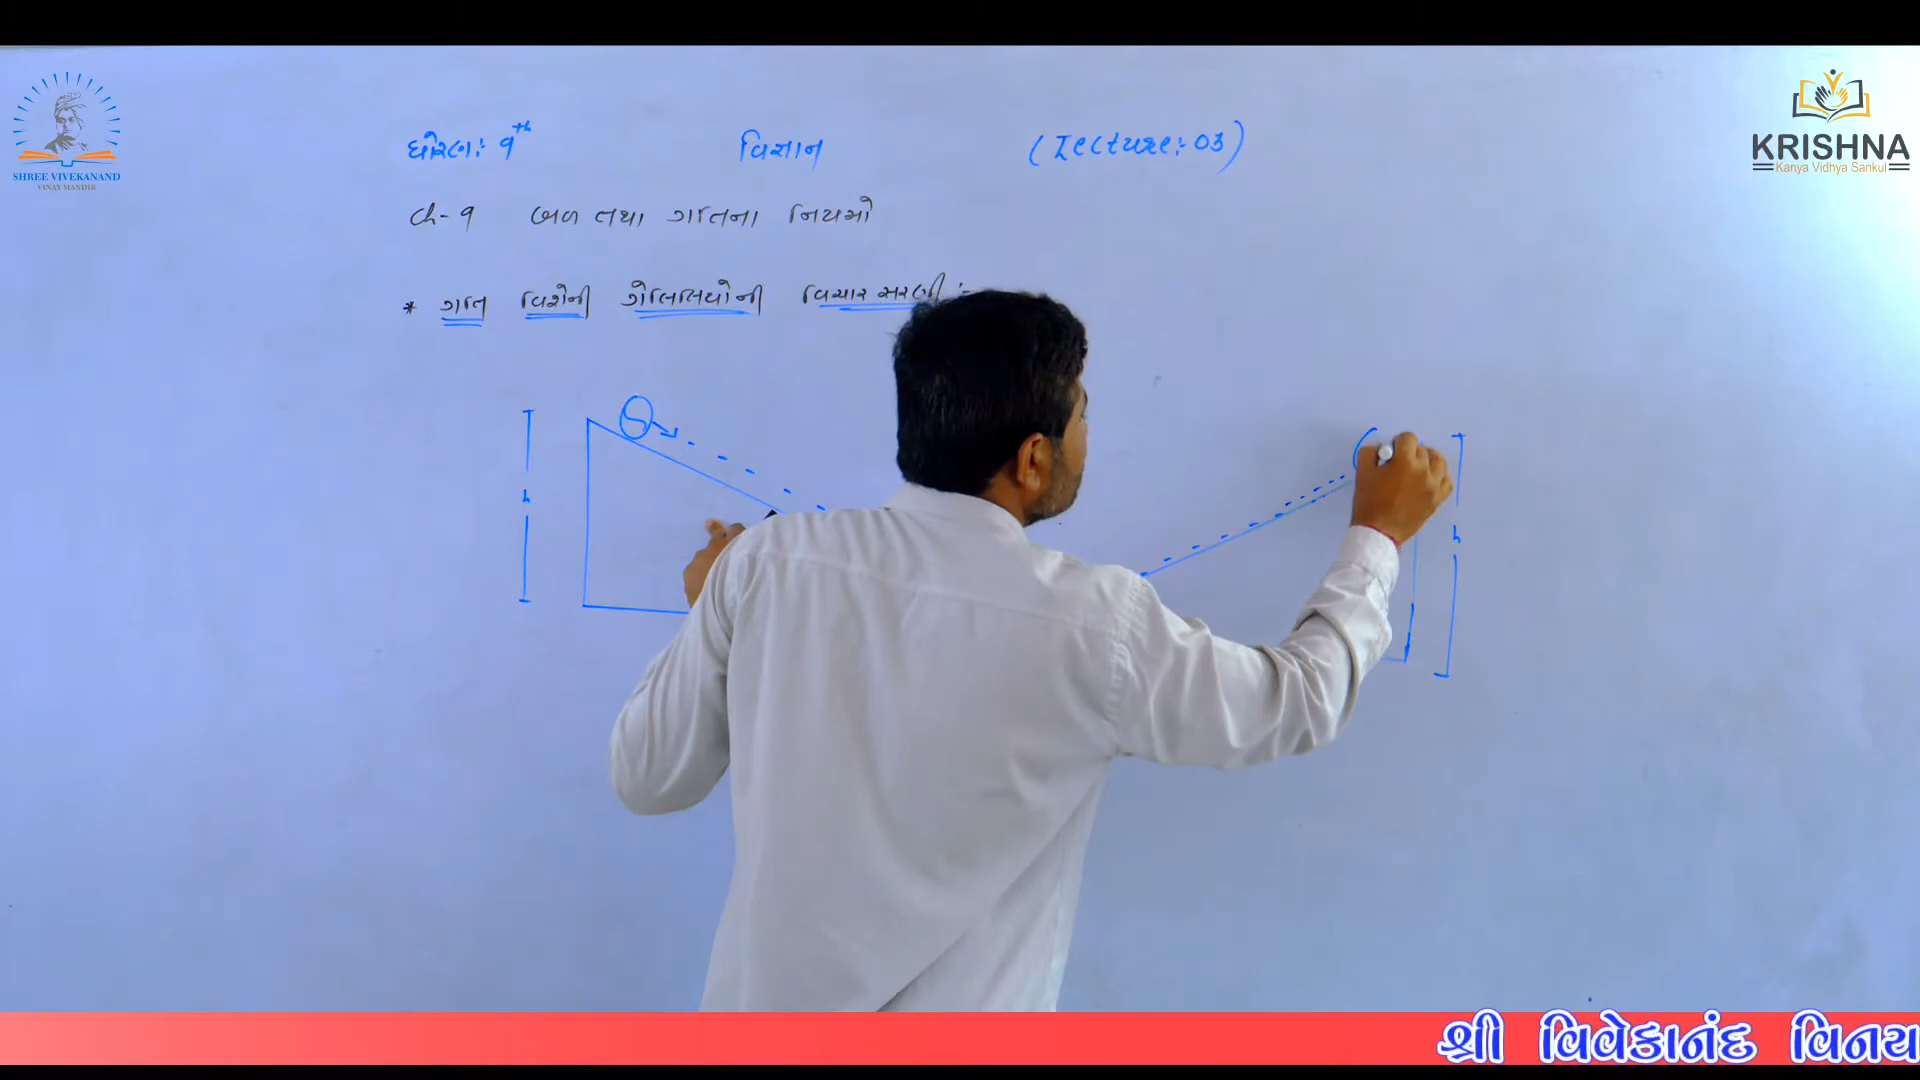 SHREE VIVEKANAND
VINAY MANDIR
KRISHNA
Kanya Vidhya Sankul
ધોરણ: 9th વિજ્ઞાન (Lecture: 03)
Ch-9 બળ તથા ગતિના નિયમો
* ગતિ વિશેની ગેલિલિયોની વિચાર સરણી :-
h
h
શ્રી વિવેકાનંદ વિનય